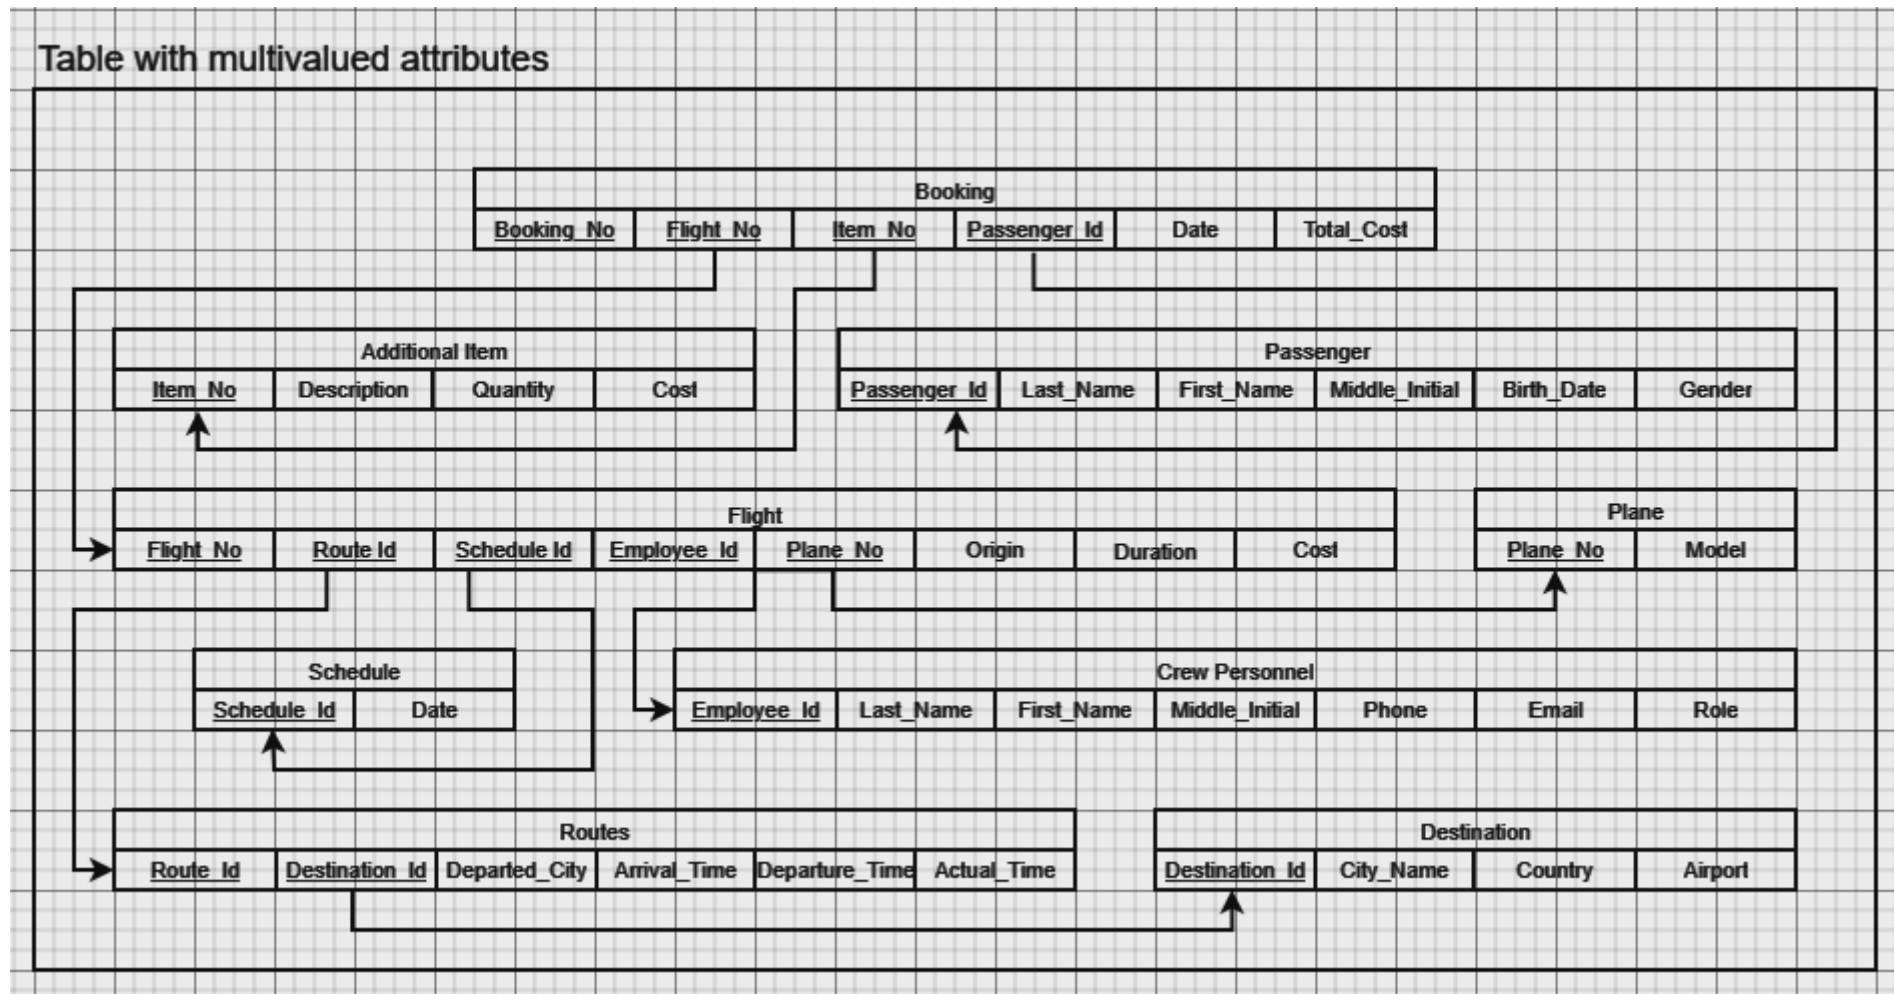 Table with multivalued attributes
Booking
Booking_No Flight_No Item_No Passenger_Id Date Total_Cost
Additional Item
Item_No Description Quantity Cost
Passenger
Passenger_Id Last_Name First_Name Middle_Initial Birth_Date Gender
Flight
Flight_No Route Id Schedule Id Employee_Id Plane_No Origin Duration Cost
Plane
Plane_No Model
Schedule
Schedule_Id Date
Crew Personnel
Employee_Id Last_Name First_Name Middle_Initial Phone Email Role
Routes
Route_Id Destination_Id Departed_City Arrival_Time Departure_Time Actual_Time
Destination
Destination_Id City_Name Country Airport